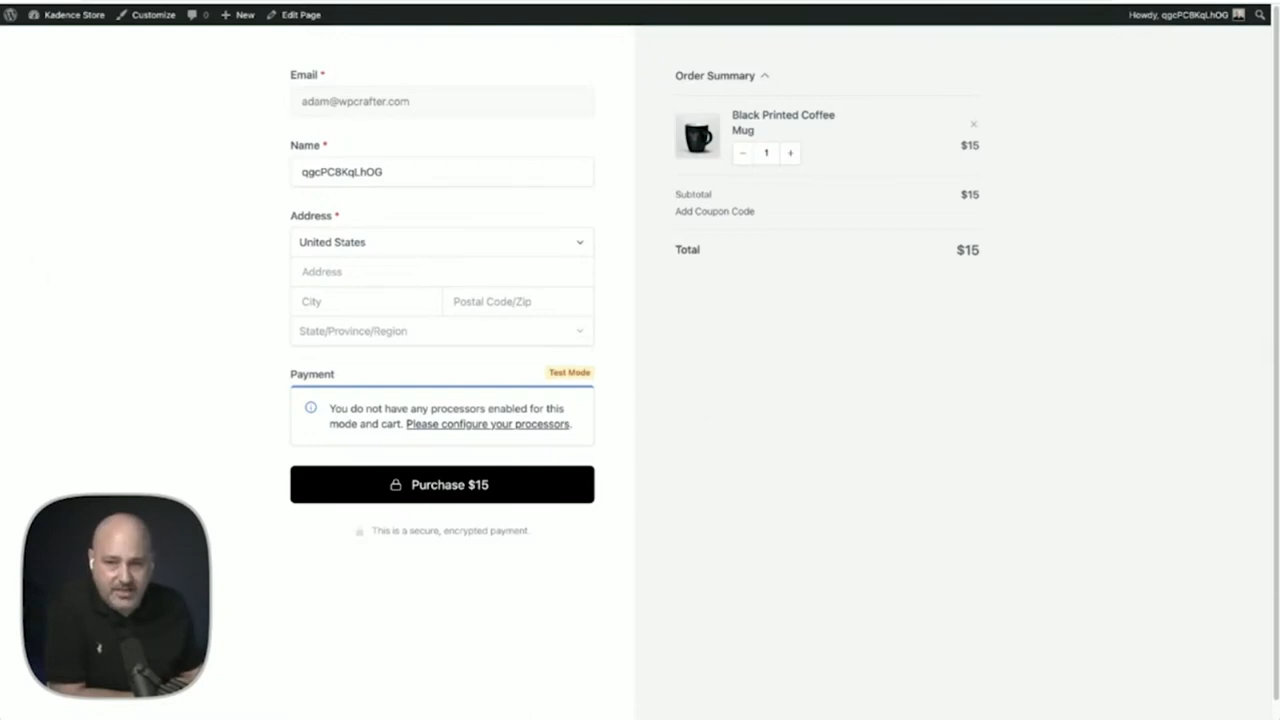 Kadence Store Customize 0 New Edit Page Howdy, qgcPC8KqLhOG
Email *
adam@wpcrafter.com
Name *
qgcPC8KqLhOG
Address *
United States
Address
City Postal Code/Zip
State/Province/Region
Payment Test Mode
You do not have any processors enabled for this
mode and cart. Please configure your processors.
Purchase $15
This is a secure, encrypted payment.
Order Summary
Black Printed Coffee
Mug
$15
− 1 +
Subtotal $15
Add Coupon Code
Total $15